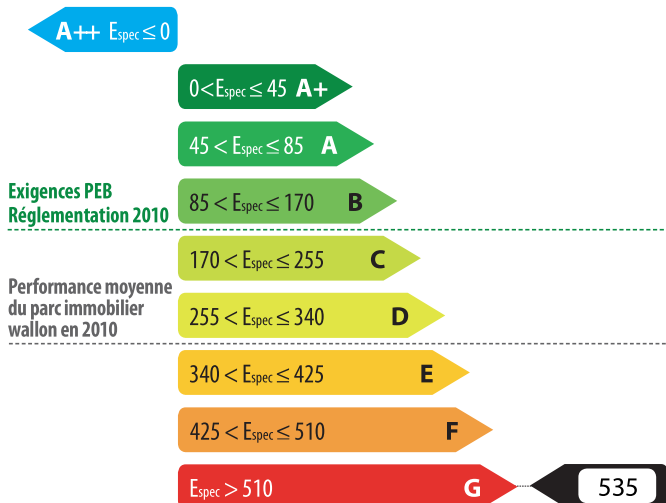 A++ Espec ≤ 0
0<Espec ≤ 45 A+
45 < Espec ≤ 85 A
Exigences PEB
Réglementation 2010
85 < Espec ≤ 170 B
170 < Espec ≤ 255 C
Performance moyenne
du parc immobilier
wallon en 2010
255 < Espec ≤ 340 D
340 < Espec ≤ 425 E
425 < Espec ≤ 510 F
Espec > 510 G
535